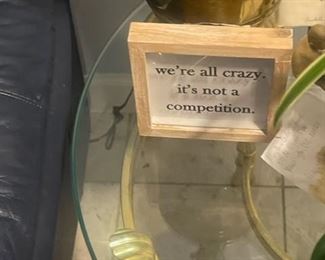 we're all crazy.
it's not a
competition.